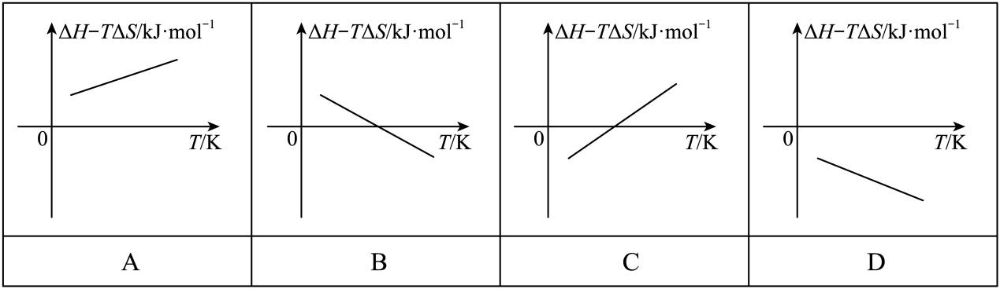 ΔH−TΔS/kJ·mol⁻¹
0
T/K
ΔH−TΔS/kJ·mol⁻¹
0
T/K
ΔH−TΔS/kJ·mol⁻¹
0
T/K
ΔH−TΔS/kJ·mol⁻¹
0
T/K
A
B
C
D